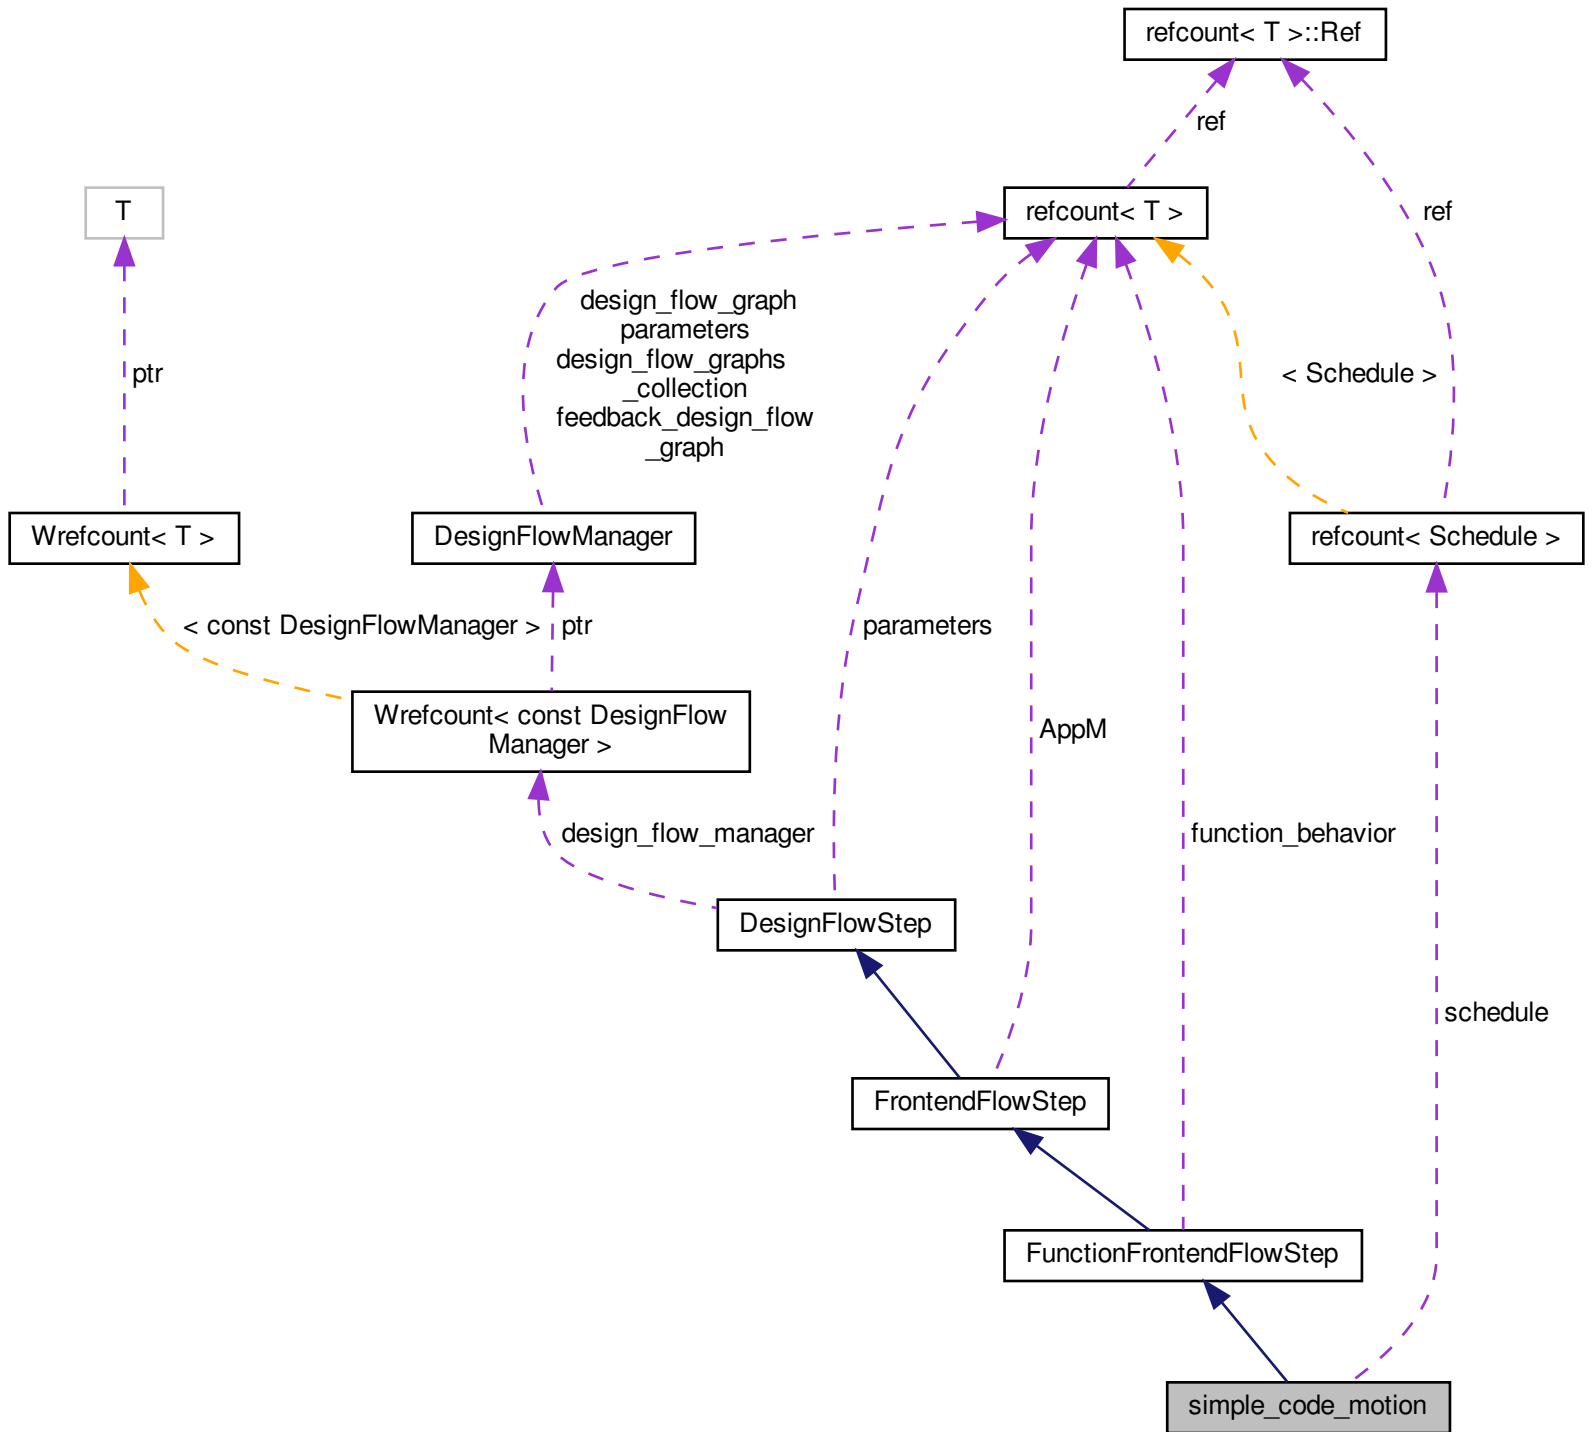 refcount< T >::Ref
ref
T
refcount< T >
ref
design_flow_graph
parameters
design_flow_graphs
_collection
feedback_design_flow
_graph
ptr
< Schedule >
Wrefcount< T >
DesignFlowManager
refcount< Schedule >
< const DesignFlowManager >
ptr
parameters
Wrefcount< const DesignFlow
Manager >
AppM
design_flow_manager
function_behavior
DesignFlowStep
schedule
FrontendFlowStep
FunctionFrontendFlowStep
simple_code_motion